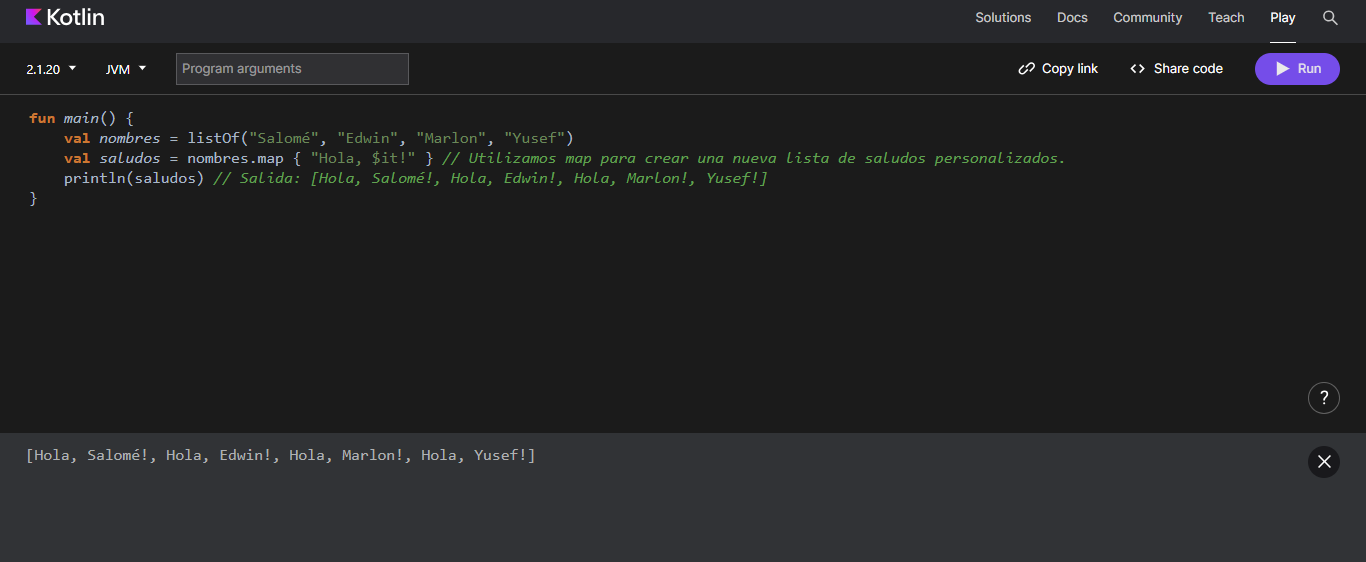 Kotlin
Solutions Docs Community Teach Play
2.1.20 JVM Program arguments Copy link <> Share code Run
fun main() {
    val nombres = listOf("Salomé", "Edwin", "Marlon", "Yusef")
    val saludos = nombres.map { "Hola, $it!" } // Utilizamos map para crear una nueva lista de saludos personalizados.
    println(saludos) // Salida: [Hola, Salomé!, Hola, Edwin!, Hola, Marlon!, Yusef!]
}
?
[Hola, Salomé!, Hola, Edwin!, Hola, Marlon!, Hola, Yusef!]